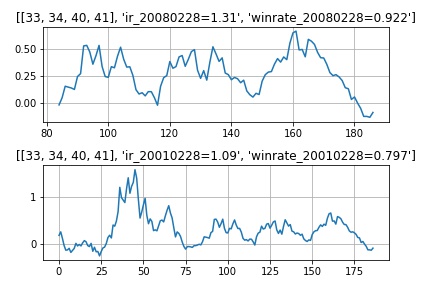 [[33, 34, 40, 41], 'ir_20080228=1.31', 'winrate_20080228=0.922']
0.50
0.25
0.00
80 100 120 140 160 180
[[33, 34, 40, 41], 'ir_20010228=1.09', 'winrate_20010228=0.797']
1
0
0 25 50 75 100 125 150 175